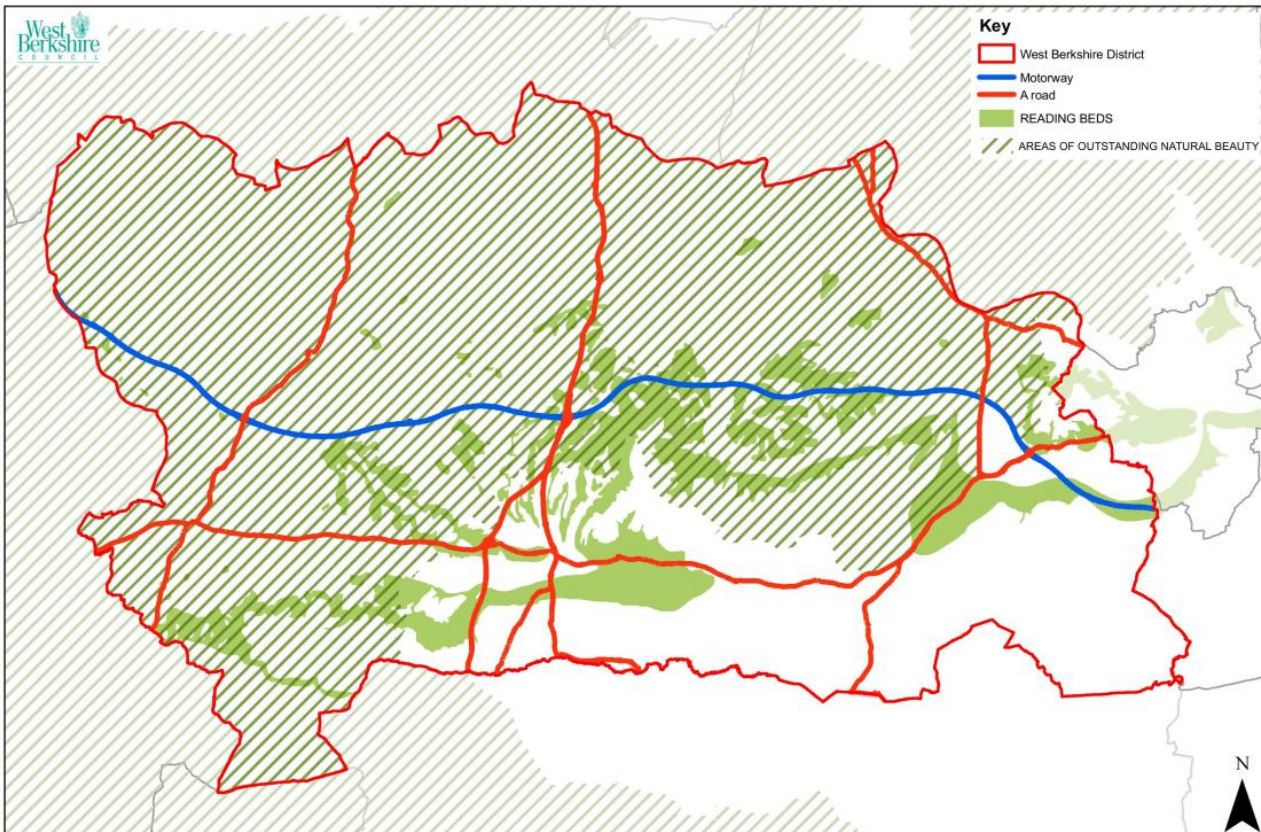 West
Berkshire
COUNCIL
Key
West Berkshire District
Motorway
A road
READING BEDS
AREAS OF OUTSTANDING NATURAL BEAUTY
N